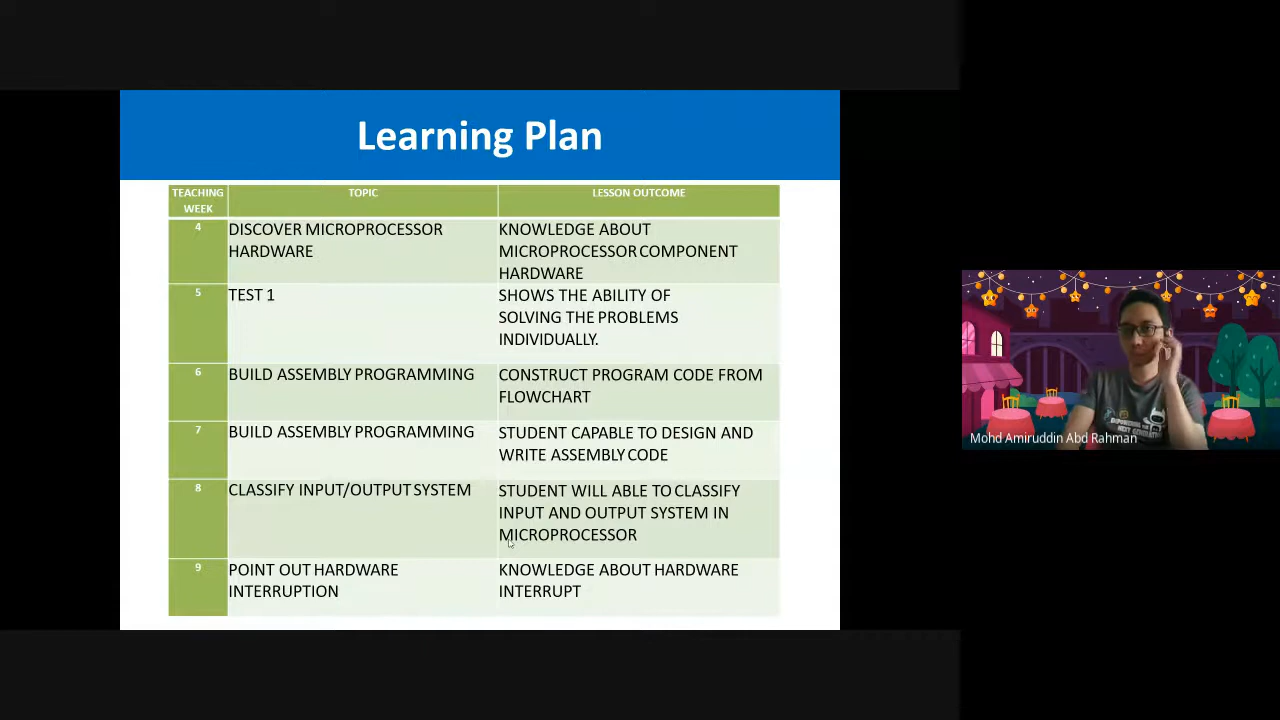 Learning Plan
TEACHING
WEEK
TOPIC
LESSON OUTCOME
4
DISCOVER MICROPROCESSOR
HARDWARE
KNOWLEDGE ABOUT
MICROPROCESSOR COMPONENT
HARDWARE
5
TEST 1
SHOWS THE ABILITY OF
SOLVING THE PROBLEMS
INDIVIDUALLY.
6
BUILD ASSEMBLY PROGRAMMING
CONSTRUCT PROGRAM CODE FROM
FLOWCHART
7
BUILD ASSEMBLY PROGRAMMING
STUDENT CAPABLE TO DESIGN AND
WRITE ASSEMBLY CODE
8
CLASSIFY INPUT/OUTPUT SYSTEM
STUDENT WILL ABLE TO CLASSIFY
INPUT AND OUTPUT SYSTEM IN
MICROPROCESSOR
9
POINT OUT HARDWARE
INTERRUPTION
KNOWLEDGE ABOUT HARDWARE
INTERRUPT
Mohd Amiruddin Abd Rahman